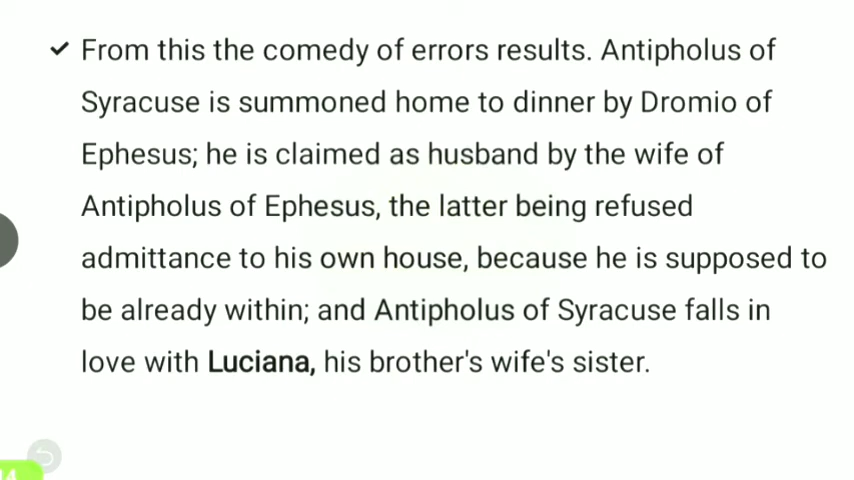 ✓ From this the comedy of errors results. Antipholus of
Syracuse is summoned home to dinner by Dromio of
Ephesus; he is claimed as husband by the wife of
Antipholus of Ephesus, the latter being refused
admittance to his own house, because he is supposed to
be already within; and Antipholus of Syracuse falls in
love with Luciana, his brother's wife's sister.